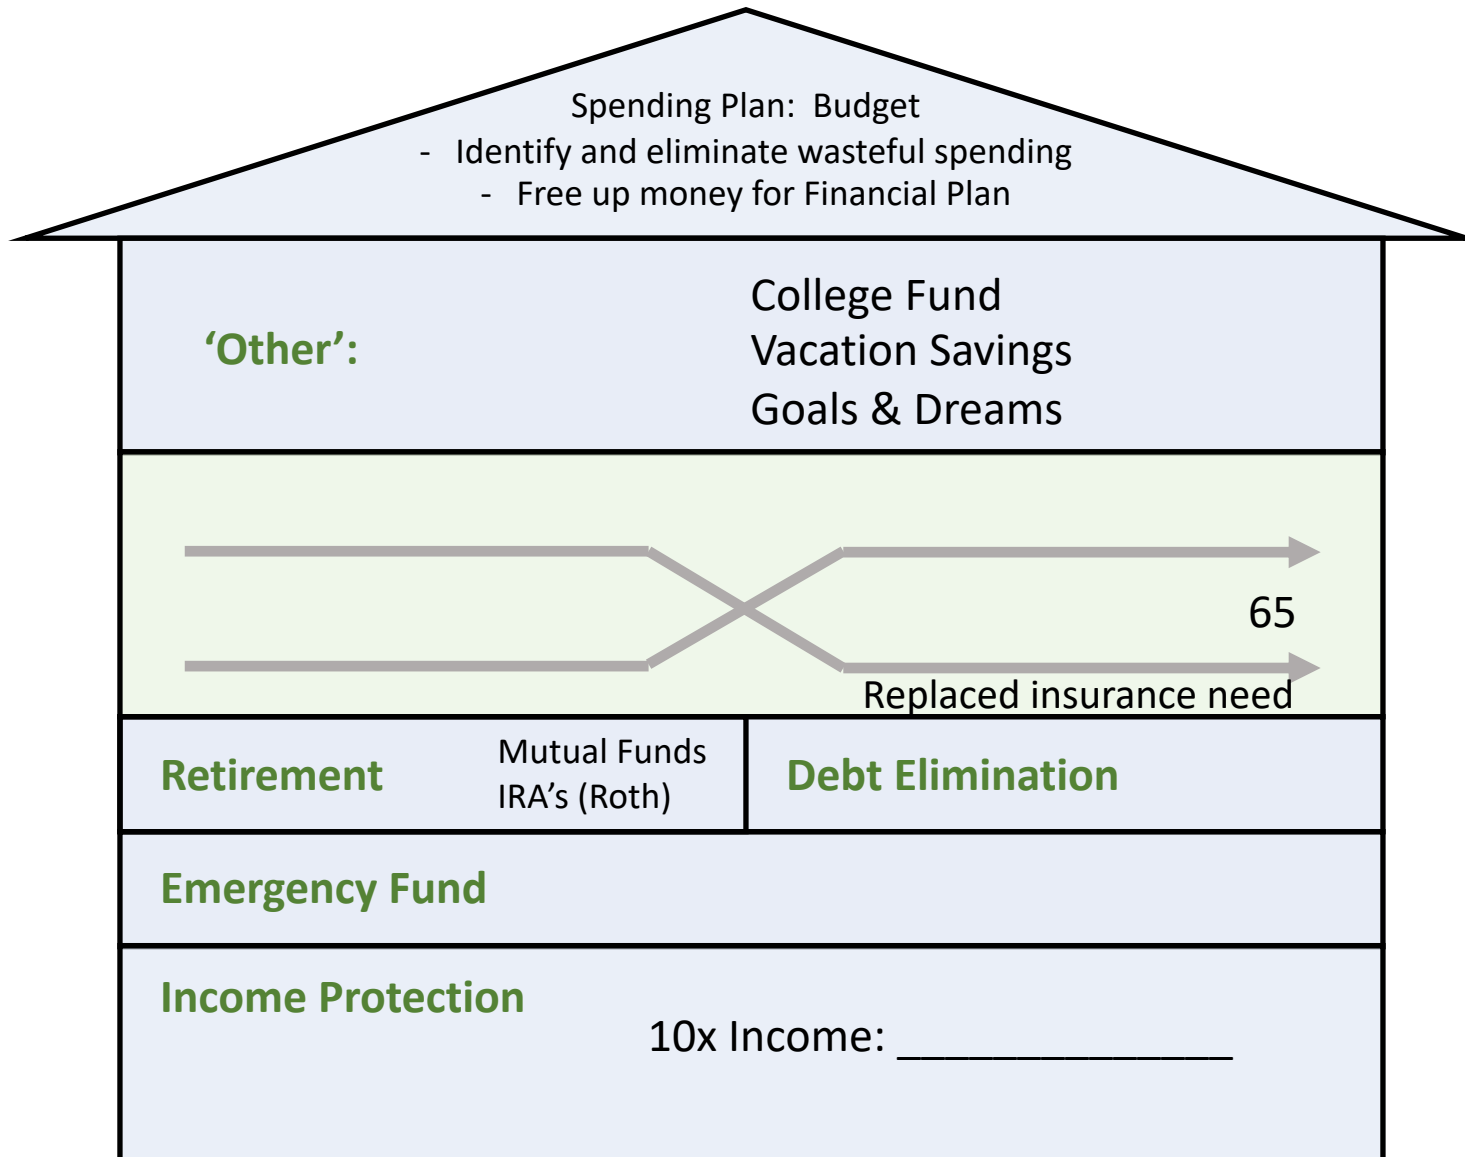 Spending Plan:  Budget
-   Identify and eliminate wasteful spending
-   Free up money for Financial Plan
‘Other’:
College Fund
Vacation Savings
Goals & Dreams
65
Replaced insurance need
Retirement
Mutual Funds
IRA’s (Roth)
Debt Elimination
Emergency Fund
Income Protection
10x Income: ______________